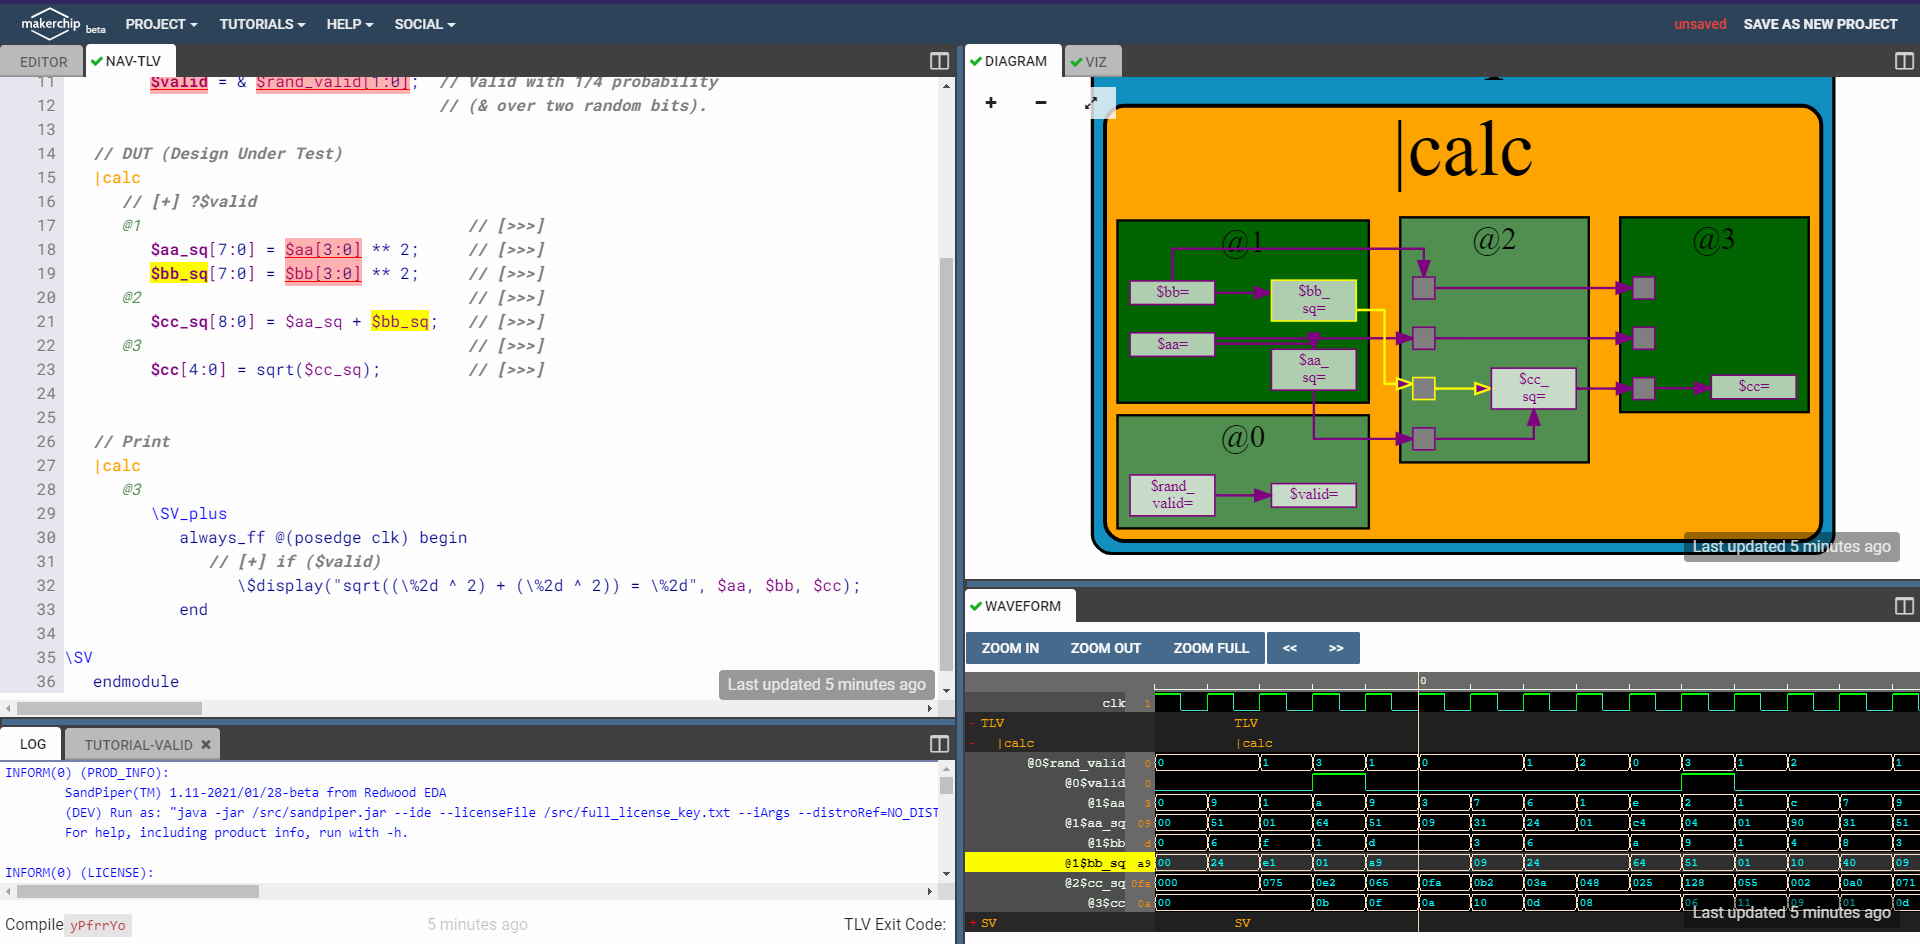 makerchip beta PROJECT TUTORIALS HELP SOCIAL unsaved SAVE AS NEW PROJECT
EDITOR NAV-TLV
11 $valid = & $rand_valid[1:0]; // Valid with 1/4 probability
12 // (& over two random bits).
13
14 // DUT (Design Under Test)
15 |calc
16 // [+] ?$valid
17 @1 // [>>>]
18 $aa_sq[7:0] = $aa[3:0] ** 2; // [>>>]
19 $bb_sq[7:0] = $bb[3:0] ** 2; // [>>>]
20 @2 // [>>>]
21 $cc_sq[8:0] = $aa_sq + $bb_sq; // [>>>]
22 @3 // [>>>]
23 $cc[4:0] = sqrt($cc_sq); // [>>>]
24
25
26 // Print
27 |calc
28 @3
29 \SV_plus
30 always_ff @(posedge clk) begin
31 // [+] if ($valid)
32 \$display("sqrt((\%2d ^ 2) + (\%2d ^ 2)) = \%2d", $aa, $bb, $cc);
33 end
34
35 \SV
36 endmodule
Last updated 5 minutes ago
LOG TUTORIAL-VALID ×
INFORM(0) (PROD_INFO):
SandPiper(TM) 1.11-2021/01/28-beta from Redwood EDA
(DEV) Run as: "java -jar /src/sandpiper.jar --ide --licenseFile /src/full_license_key.txt --iArgs --distroRef=NO_DIST
For help, including product info, run with -h.
INFORM(0) (LICENSE):
Compile yPfrrYo 5 minutes ago TLV Exit Code:
DIAGRAM VIZ
+ −
|calc
@1 @2 @3
$bb=
$bb_
sq=
$aa=
$aa_
sq=
$cc_
sq=
$cc=
@0
$rand_
valid=
$valid=
Last updated 5 minutes ago
WAVEFORM
ZOOM IN ZOOM OUT ZOOM FULL << >>
0
clk 1
- TLV TLV
- |calc |calc
@0$rand_valid 0 0 1 3 1 0 1 2 0 3 1 2 1
@0$valid 0
@1$aa 3 0 9 1 a 9 3 7 6 1 e 2 1 c 7 9
@1$aa_sq 09 00 51 01 64 51 09 31 24 01 c4 04 01 90 31 51
@1$bb d 0 6 f 1 d 3 6 a 9 1 4 8 3
@1$bb_sq a9 00 24 e1 01 a9 09 24 64 51 01 10 40 09
@2$cc_sq 0fa 000 075 0e2 065 0fa 0b2 03a 048 025 128 055 002 0a0 071
@3$cc 0a 00 0b 0f 0a 10 0d 08 06 11 09 01 0d
+ SV SV
Last updated 5 minutes ago